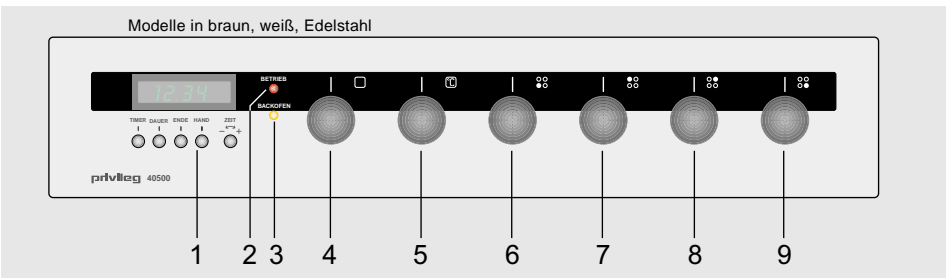 Modelle in braun, weiß, Edelstahl
12.34
BETRIEB
°C
BACKOFEN
TIMER DAUER ENDE HAND ZEIT
− +
privileg 40500
1 2 3 4 5 6 7 8 9